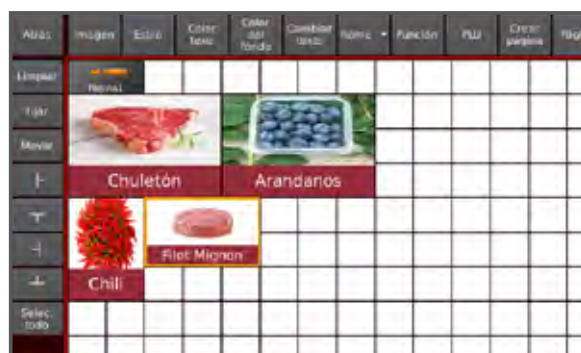 Atrás
Imagen
Estilo
Color
texto
Color
del
fondo
Cambiar
texto
Home
Función
PLU
Crear
página
Limpiar
Fijar
Mover
Chuletón
Arandanos
Filet Mignon
Chili
Selec.
todo